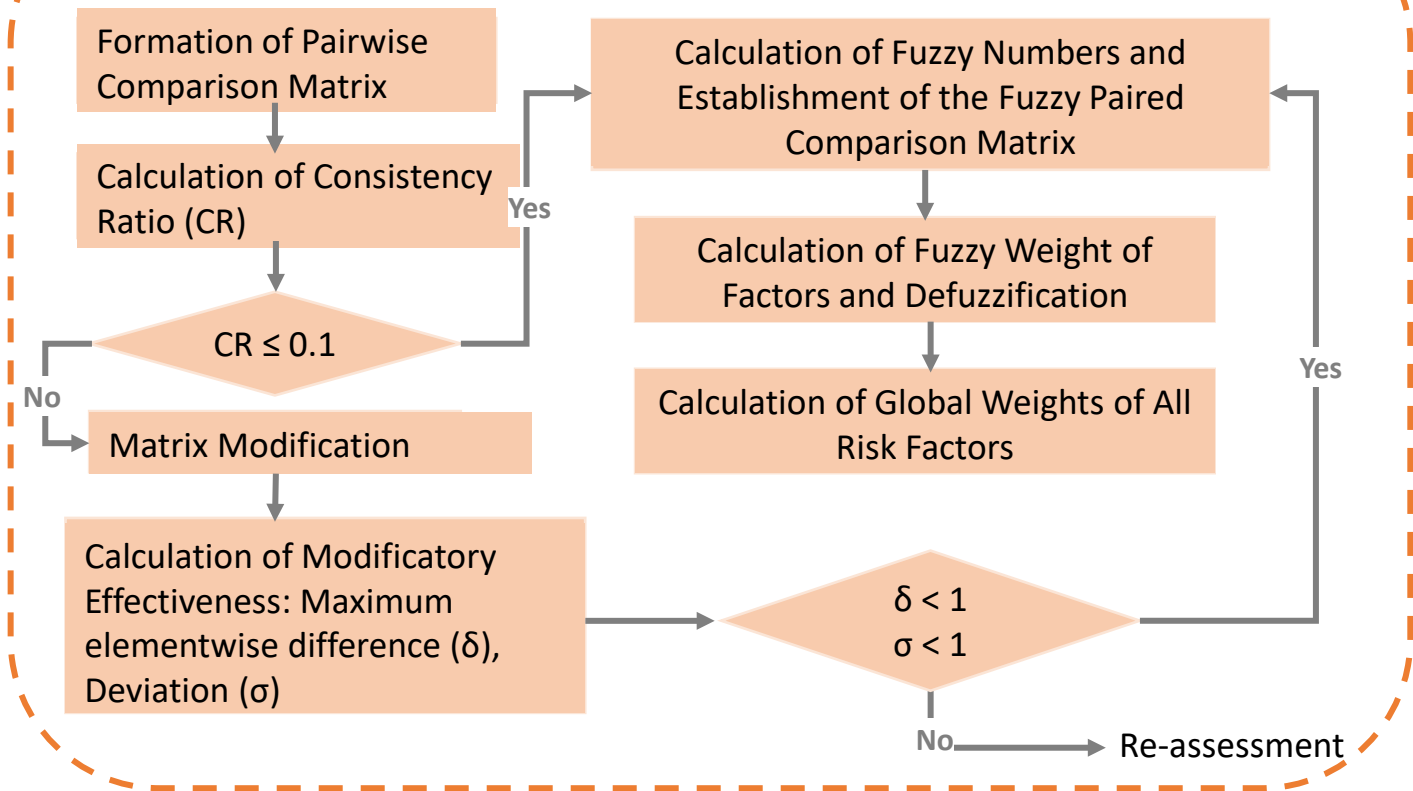 Formation of Pairwise
Comparison Matrix
Calculation of Consistency
Ratio (CR)
Yes
CR ≤ 0.1
No
Matrix Modification
Calculation of Modificatory
Effectiveness: Maximum
elementwise difference (δ),
Deviation (σ)
Calculation of Fuzzy Numbers and
Establishment of the Fuzzy Paired
Comparison Matrix
Calculation of Fuzzy Weight of
Factors and Defuzzification
Calculation of Global Weights of All
Risk Factors
Yes
δ < 1
σ < 1
No
Re-assessment